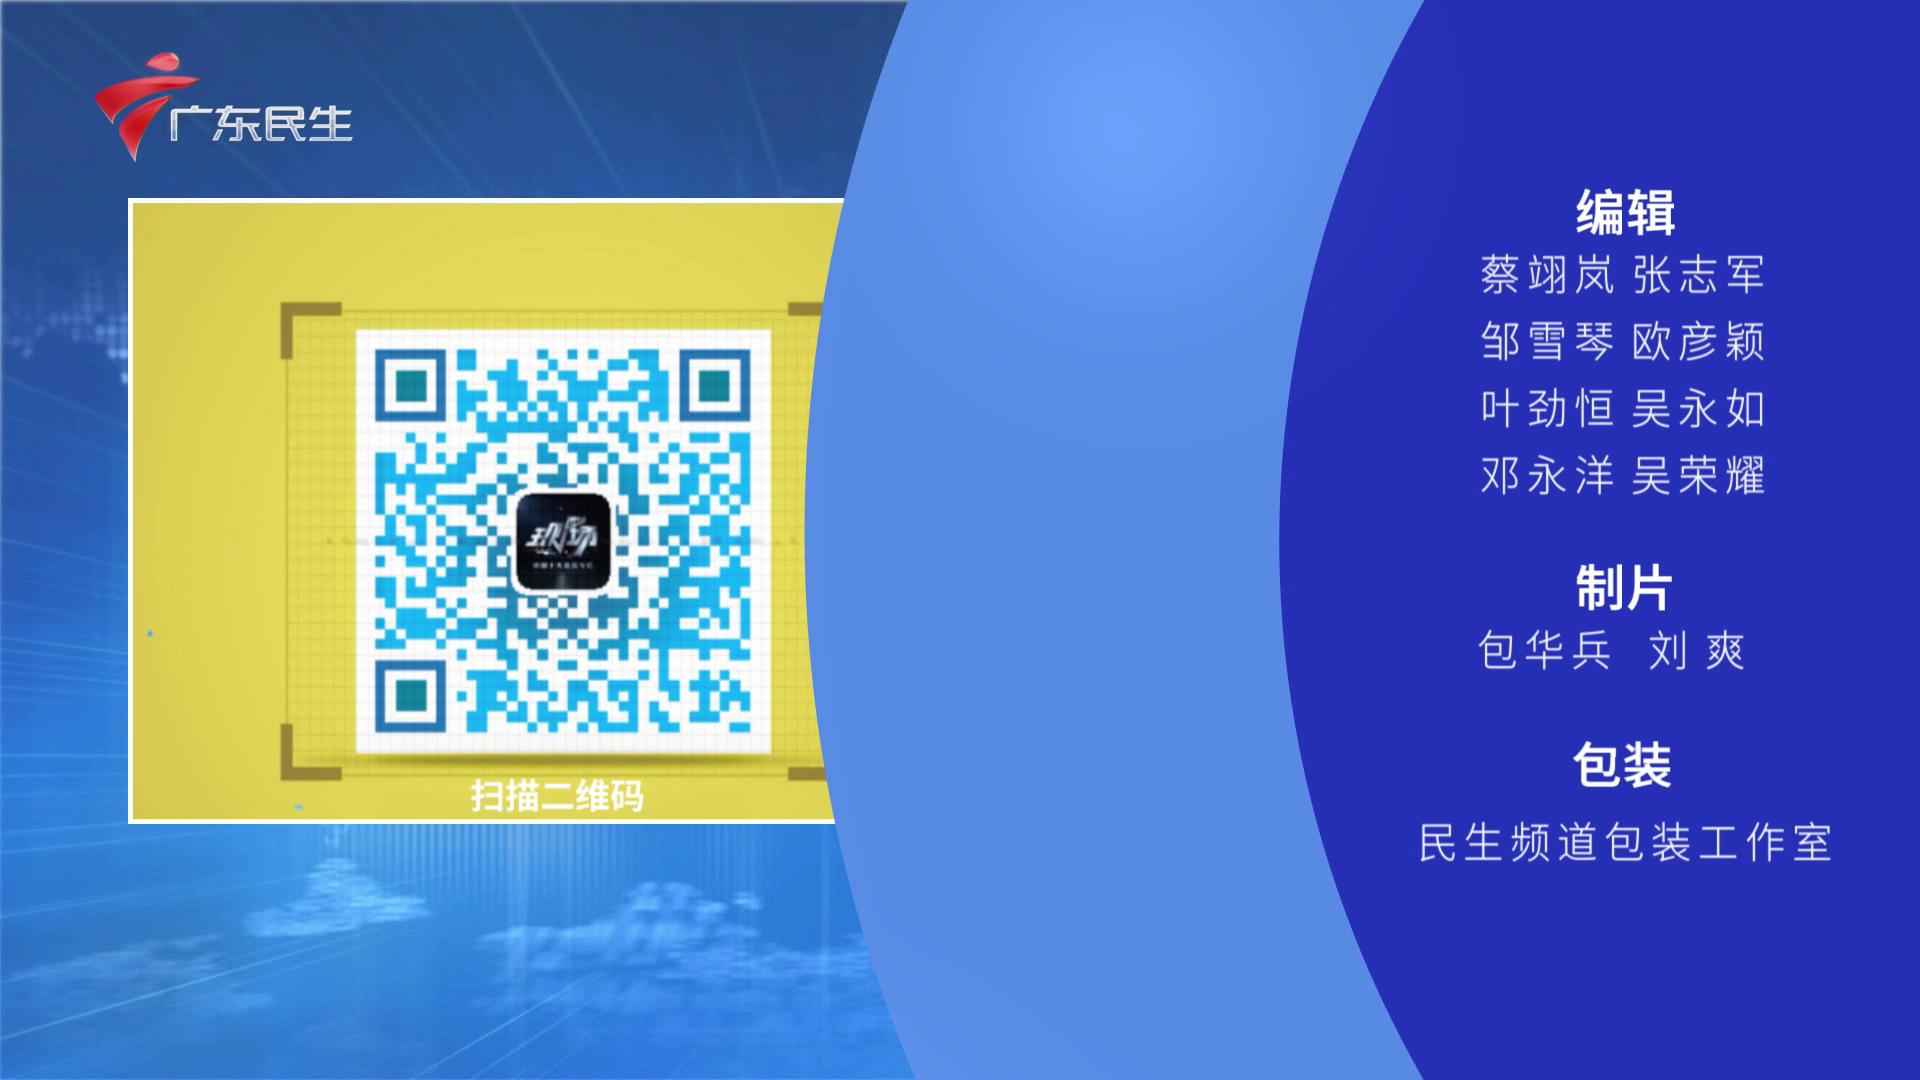 广东民生
现场
扫描二维码
编辑
蔡翊岚 张志军
邹雪琴 欧彦颖
叶劲恒 吴永如
邓永洋 吴荣耀
制片
包华兵 刘 爽
包装
民生频道包装工作室